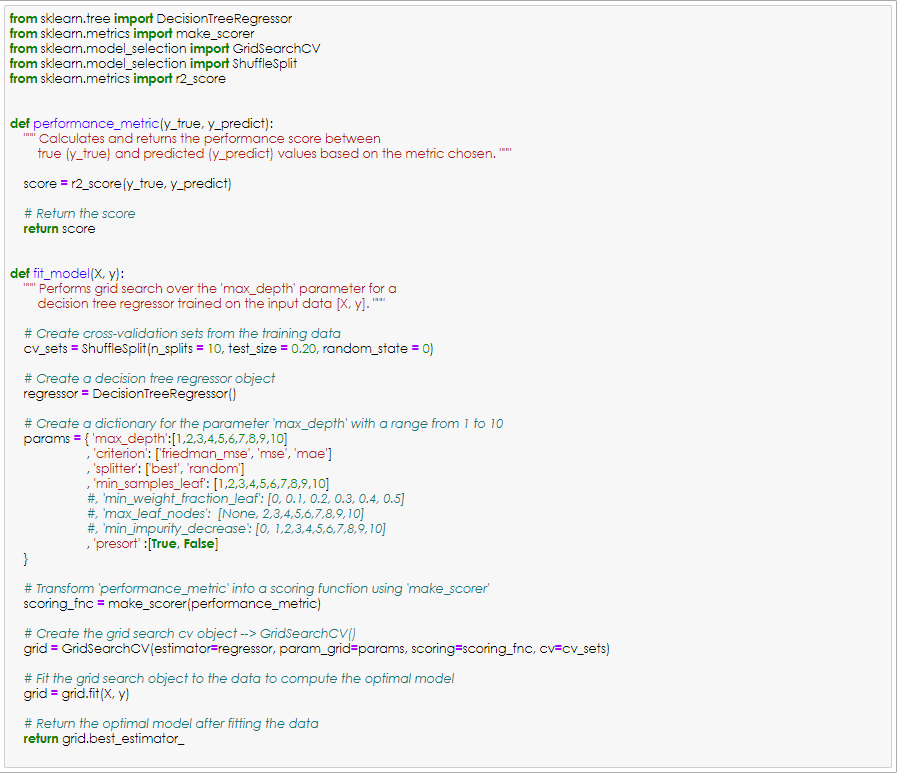 from sklearn.tree import DecisionTreeRegressor
from sklearn.metrics import make_scorer
from sklearn.model_selection import GridSearchCV
from sklearn.model_selection import ShuffleSplit
from sklearn.metrics import r2_score


def performance_metric(y_true, y_predict):
    """ Calculates and returns the performance score between
        true (y_true) and predicted (y_predict) values based on the metric chosen. """

    score = r2_score(y_true, y_predict)

    # Return the score
    return score


def fit_model(X, y):
    """ Performs grid search over the 'max_depth' parameter for a
        decision tree regressor trained on the input data [X, y]. """

    # Create cross-validation sets from the training data
    cv_sets = ShuffleSplit(n_splits = 10, test_size = 0.20, random_state = 0)

    # Create a decision tree regressor object
    regressor = DecisionTreeRegressor()

    # Create a dictionary for the parameter 'max_depth' with a range from 1 to 10
    params = { 'max_depth':[1,2,3,4,5,6,7,8,9,10]
              , 'criterion': ['friedman_mse', 'mse', 'mae']
              , 'splitter': ['best', 'random']
              , 'min_samples_leaf': [1,2,3,4,5,6,7,8,9,10]
              #, 'min_weight_fraction_leaf': [0, 0.1, 0.2, 0.3, 0.4, 0.5]
              #, 'max_leaf_nodes':  [None, 2,3,4,5,6,7,8,9,10]
              #, 'min_impurity_decrease': [0, 1,2,3,4,5,6,7,8,9,10]
              , 'presort' :[True, False]
    }

    # Transform 'performance_metric' into a scoring function using 'make_scorer'
    scoring_fnc = make_scorer(performance_metric)

    # Create the grid search cv object --> GridSearchCV()
    grid = GridSearchCV(estimator=regressor, param_grid=params, scoring=scoring_fnc, cv=cv_sets)

    # Fit the grid search object to the data to compute the optimal model
    grid = grid.fit(X, y)

    # Return the optimal model after fitting the data
    return grid.best_estimator_